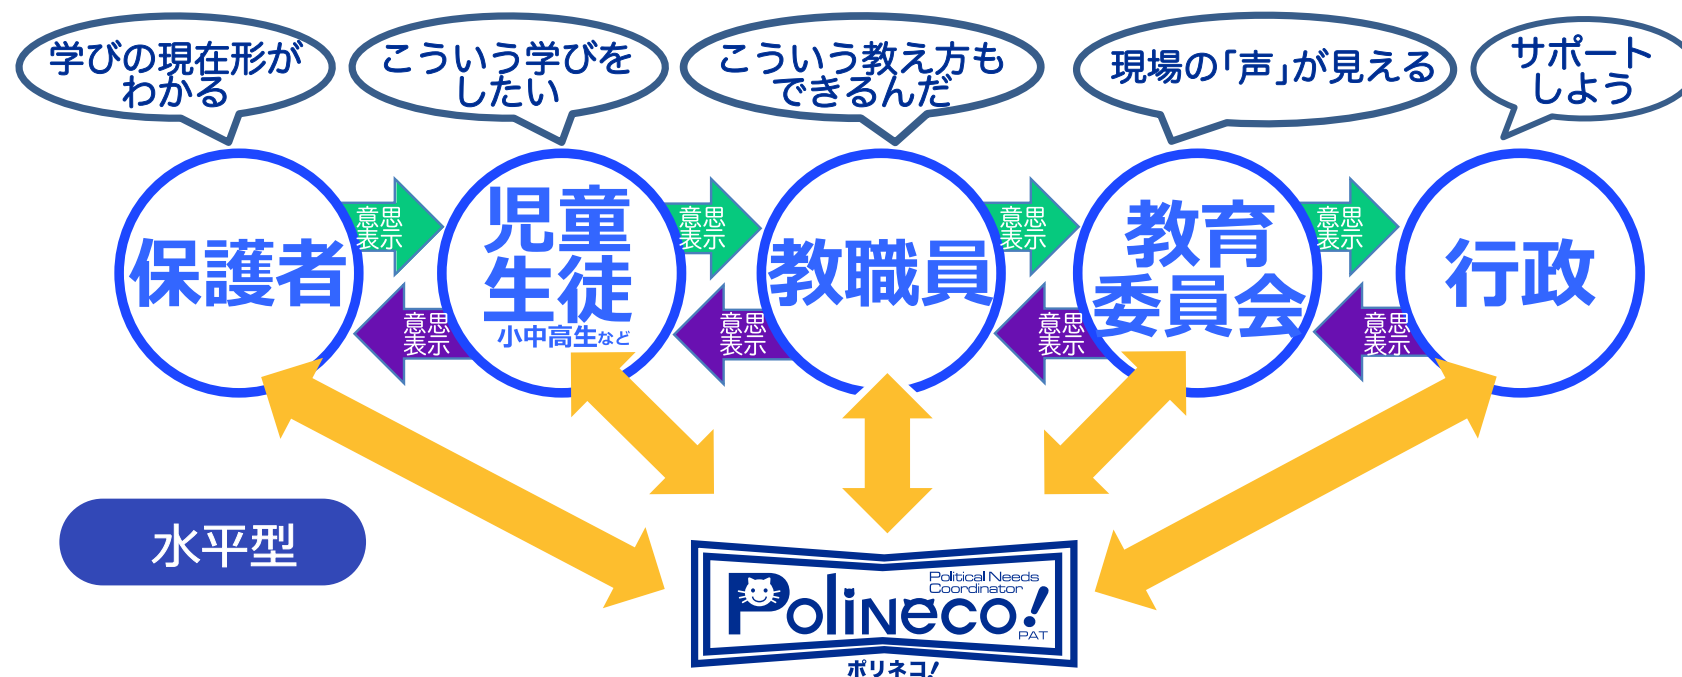 学びの現在形が
わかる
こういう学びを
したい
こういう教え方も
できるんだ
現場の｢声｣が見える
サポート
しよう
保護者
意思
表示
児童
生徒
小中高生など
意思
表示
教職員
意思
表示
教育
委員会
意思
表示
行政
意思
表示
意思
表示
意思
表示
意思
表示
水平型
Political Needs
Coordinator
PoliNeco!
PAT
ポリネコ!